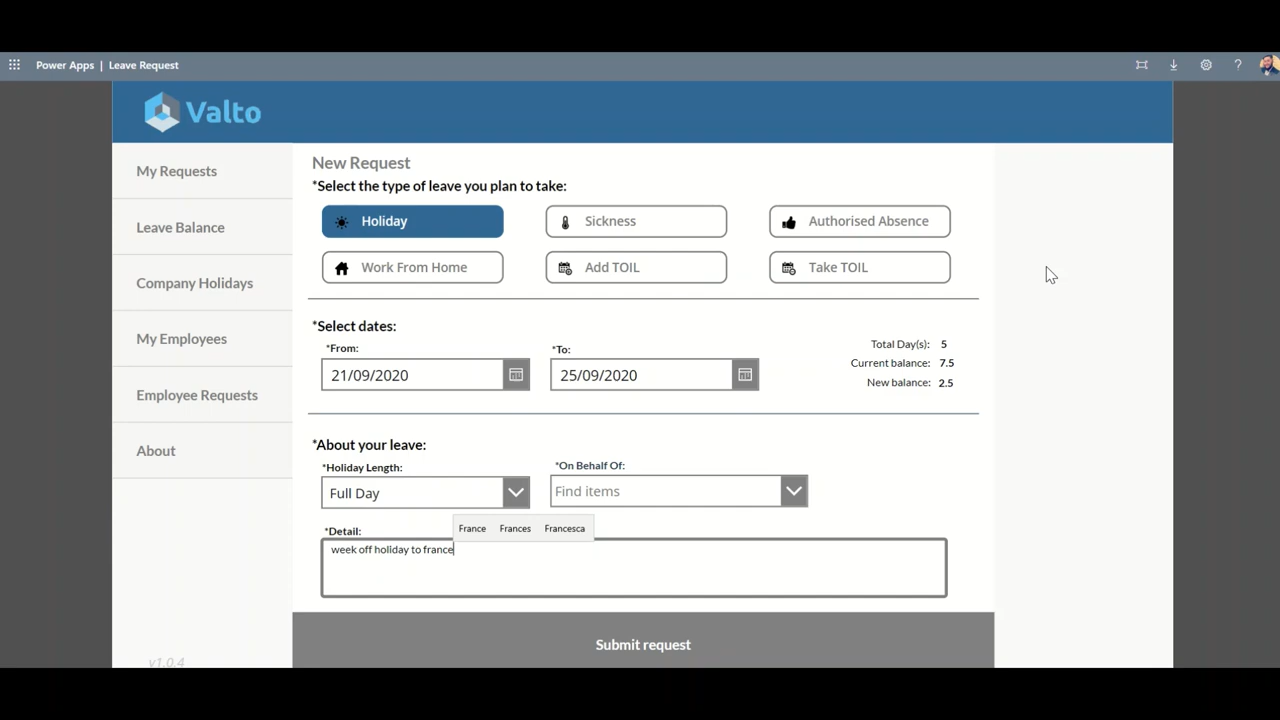 Power Apps | Leave Request
Valto
My Requests
Leave Balance
Company Holidays
My Employees
Employee Requests
About
v1.0.4
New Request
*Select the type of leave you plan to take:
Holiday
Sickness
Authorised Absence
Work From Home
Add TOIL
Take TOIL
*Select dates:
*From:
*To:
21/09/2020
25/09/2020
Total Day(s): 5
Current balance: 7.5
New balance: 2.5
*About your leave:
*Holiday Length:
*On Behalf Of:
Full Day
Find items
*Detail:
France Frances Francesca
week off holiday to france
Submit request